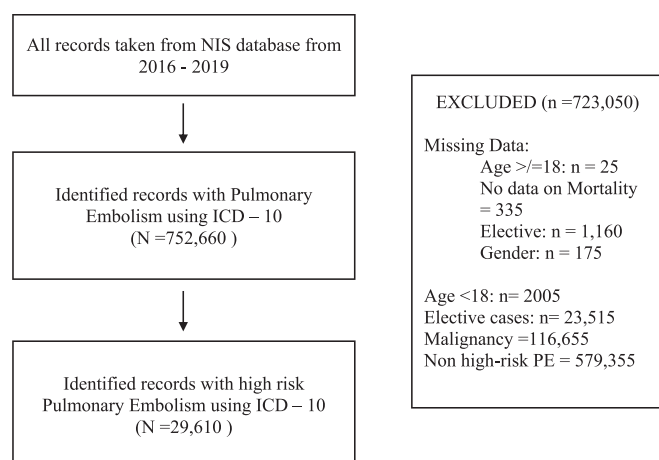 All records taken from NIS database from
2016 - 2019
Identified records with Pulmonary
Embolism using ICD – 10
(N =752,660 )
Identified records with high risk
Pulmonary Embolism using ICD – 10
(N =29,610 )
EXCLUDED (n =723,050)
Missing Data:
Age >/=18: n = 25
No data on Mortality
= 335
Elective: n = 1,160
Gender: n = 175
Age <18: n= 2005
Elective cases: n= 23,515
Malignancy =116,655
Non high-risk PE = 579,355